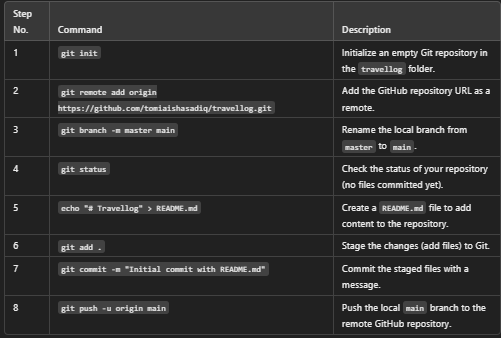 Step
No.
Command
Description
1
git init
Initialize an empty Git repository in
the travellog folder.
2
git remote add origin
https://github.com/tomiaishasadiq/travellog.git
Add the GitHub repository URL as a
remote.
3
git branch -m master main
Rename the local branch from
master to main.
4
git status
Check the status of your repository
(no files committed yet).
5
echo "# Travellog" > README.md
Create a README.md file to add
content to the repository.
6
git add .
Stage the changes (add files) to Git.
7
git commit -m "Initial commit with README.md"
Commit the staged files with a
message.
8
git push -u origin main
Push the local main branch to the
remote GitHub repository.